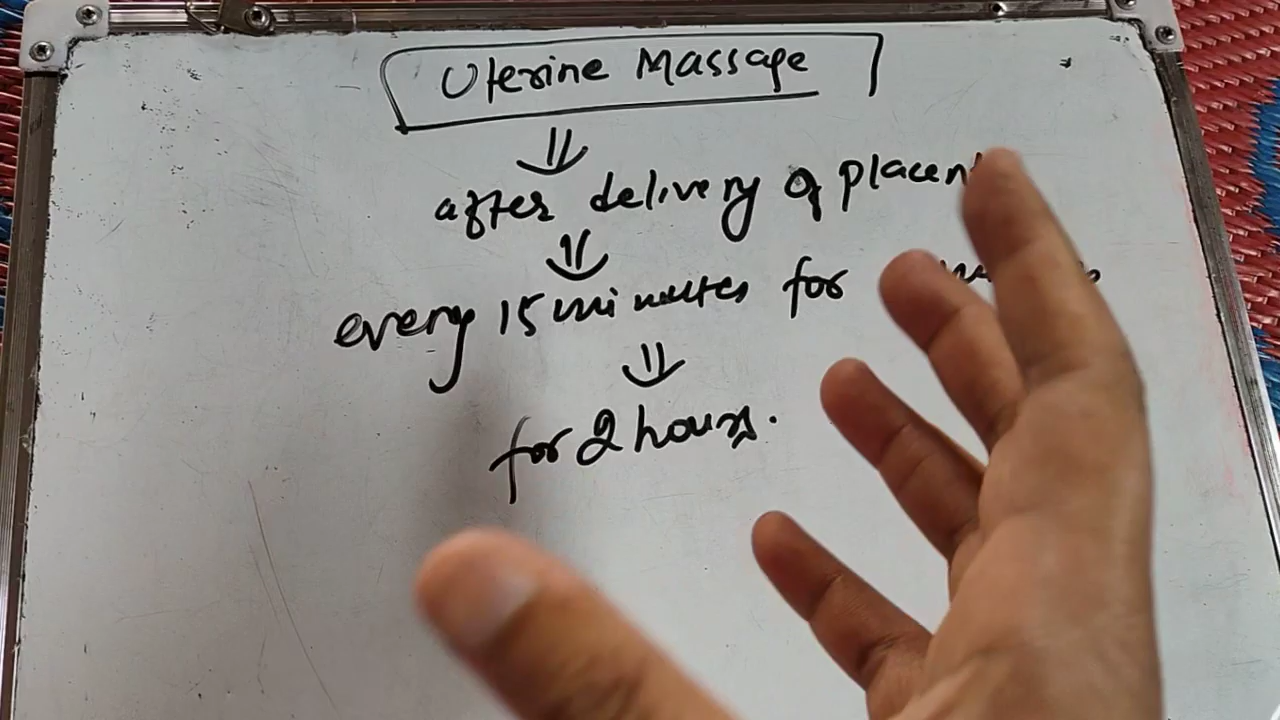 Uterine Massage
after delivery of
every 15 minutes for
for 2 hours.